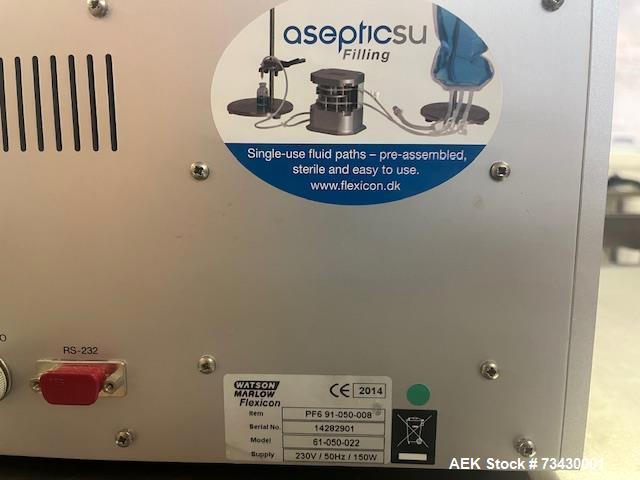 asepticsu
Filling
Single-use fluid paths – pre-assembled,
sterile and easy to use.
www.flexicon.dk
O
RS-232
WATSON
MARLOW
Flexicon
CE 2014
Item PF6 91-050-008
Serial No. 14282901
Model 61-050-022
Supply 230V / 50Hz / 150W
AEK Stock # 73430001